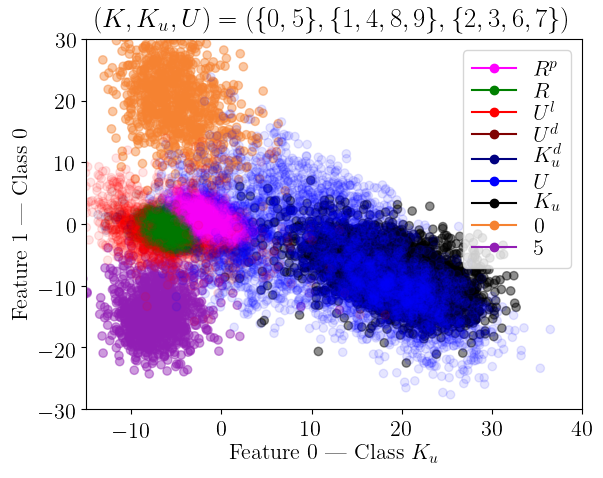 (K, K_u, U) = ({0, 5}, {1, 4, 8, 9}, {2, 3, 6, 7})
30
20
10
0
−10
−20
−30
Feature 1 — Class 0
R^p
R
U^l
U^d
K_u^d
U
K_u
0
5
−10
0
10
20
30
40
Feature 0 — Class K_u